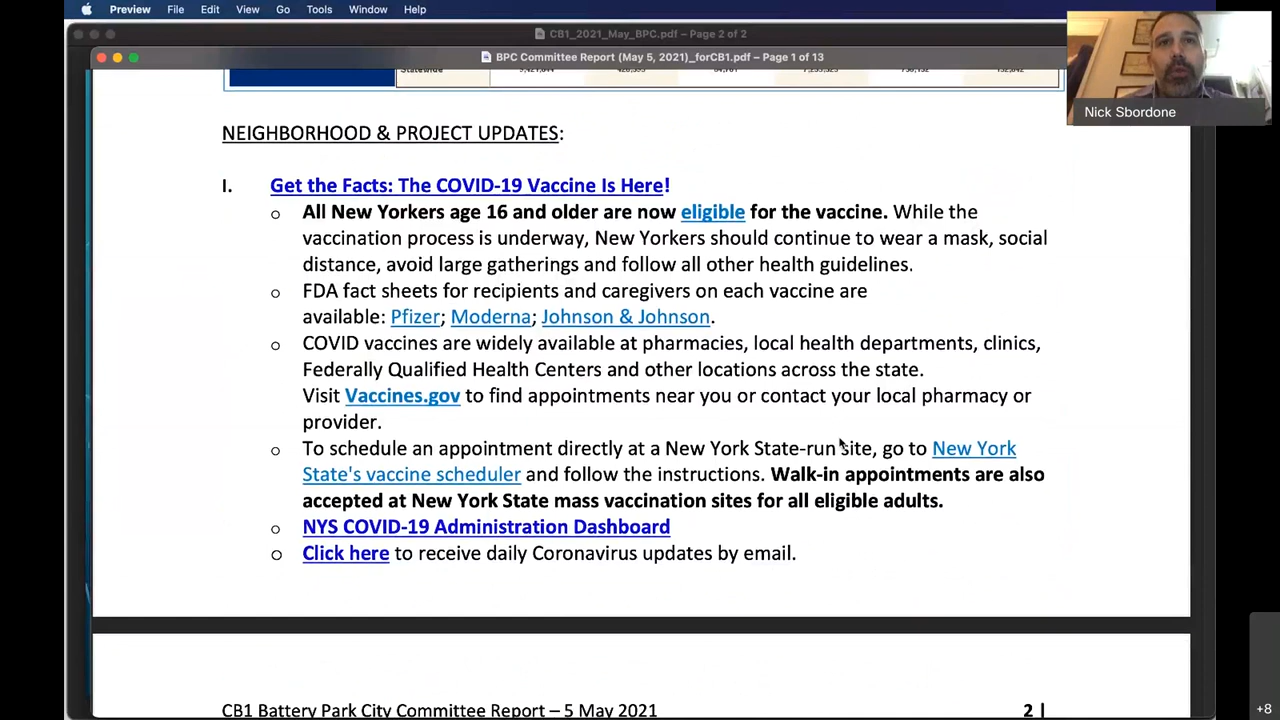 Preview File Edit View Go Tools Window Help
CB1_2021_May_BPC.pdf – Page 2 of 2
BPC Committee Report (May 5, 2021)_forCB1.pdf – Page 1 of 13
Nick Sbordone
Statewide
NEIGHBORHOOD & PROJECT UPDATES:
I. Get the Facts: The COVID-19 Vaccine Is Here!
o All New Yorkers age 16 and older are now eligible for the vaccine. While the
vaccination process is underway, New Yorkers should continue to wear a mask, social
distance, avoid large gatherings and follow all other health guidelines.
o FDA fact sheets for recipients and caregivers on each vaccine are
available: Pfizer; Moderna; Johnson & Johnson.
o COVID vaccines are widely available at pharmacies, local health departments, clinics,
Federally Qualified Health Centers and other locations across the state.
Visit Vaccines.gov to find appointments near you or contact your local pharmacy or
provider.
o To schedule an appointment directly at a New York State-run site, go to New York
State's vaccine scheduler and follow the instructions. Walk-in appointments are also
accepted at New York State mass vaccination sites for all eligible adults.
o NYS COVID-19 Administration Dashboard
o Click here to receive daily Coronavirus updates by email.
CB1 Battery Park City Committee Report – 5 May 2021 2 |
+8